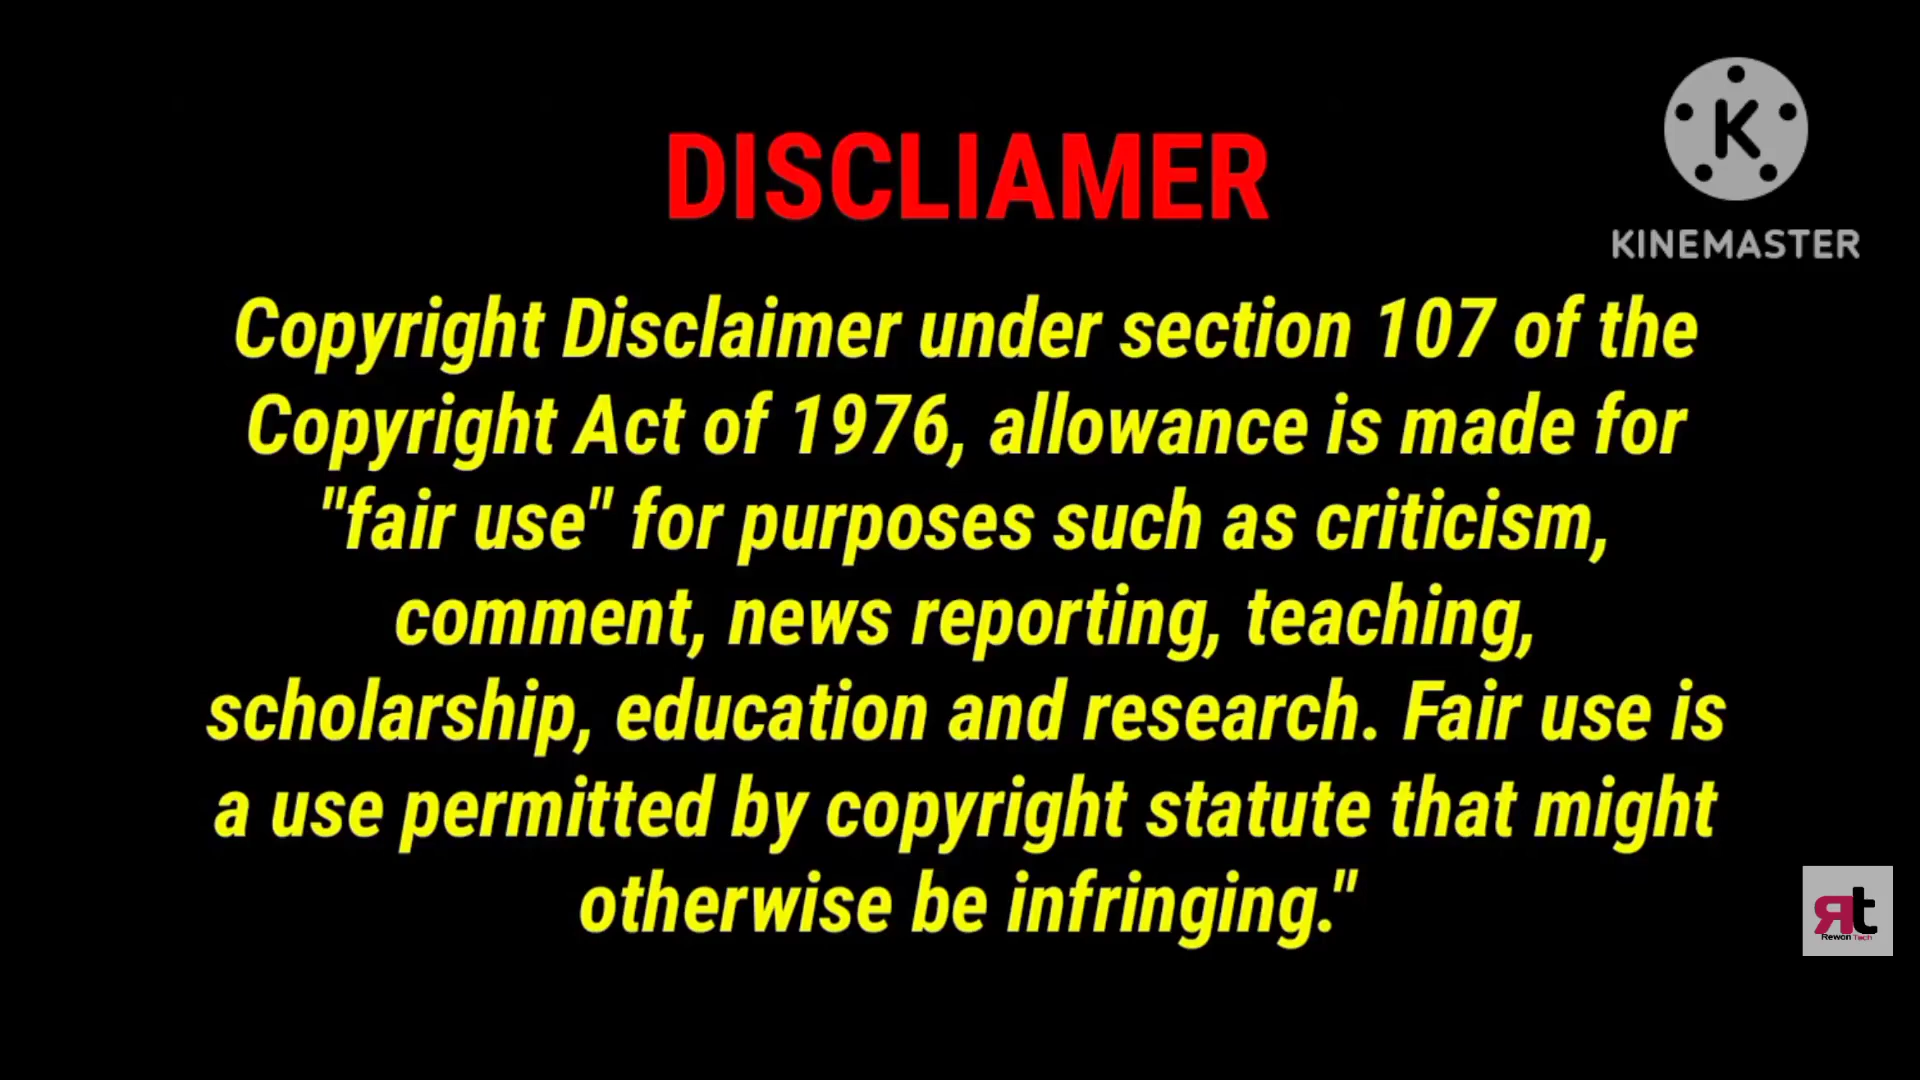 DISCLIAMER
K
KINEMASTER
Copyright Disclaimer under section 107 of the
Copyright Act of 1976, allowance is made for
"fair use" for purposes such as criticism,
comment, news reporting, teaching,
scholarship, education and research. Fair use is
a use permitted by copyright statute that might
otherwise be infringing."
Rt
Rewon Tech